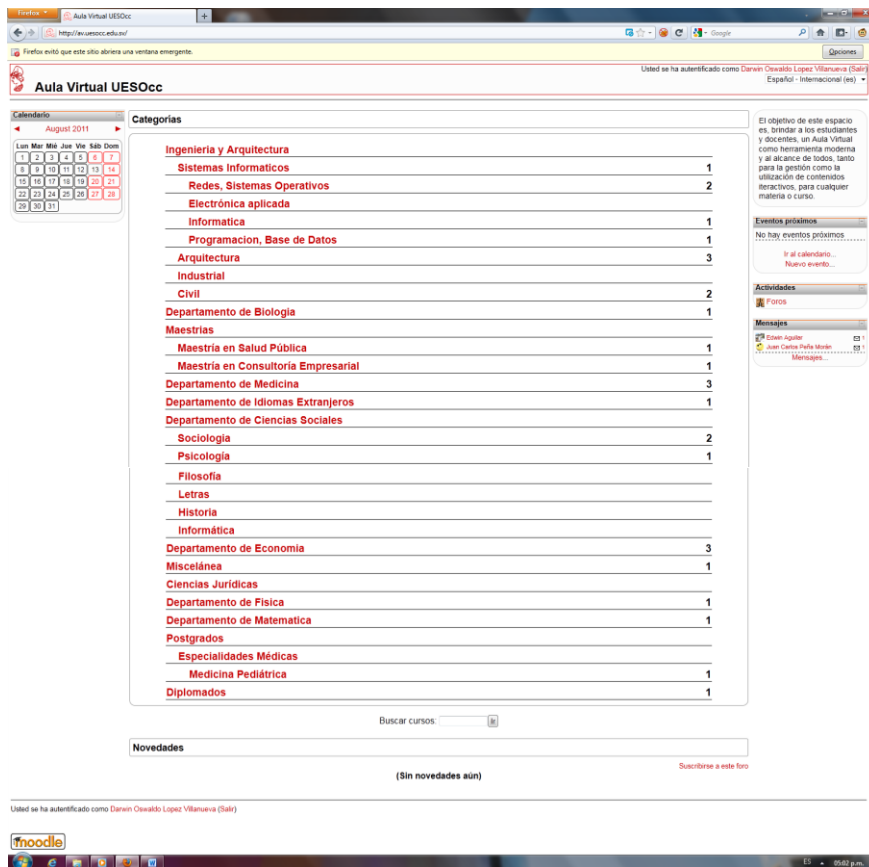 Firefox
Aula Virtual UESOcc
http://av.uesocc.edu.sv/
Google
Firefox evitó que este sitio abriera una ventana emergente.
Opciones
Usted se ha autentificado como Darwin Oswaldo Lopez Villanueva (Salir)
Español - Internacional (es)
Aula Virtual UESOcc
Calendario
August 2011
Lun Mar Mié Jue Vie Sáb Dom
1 2 3 4 5 6 7
8 9 10 11 12 13 14
15 16 17 18 19 20 21
22 23 24 25 26 27 28
29 30 31
Categorias
Ingenieria y Arquitectura
Sistemas Informaticos 1
Redes, Sistemas Operativos 2
Electrónica aplicada
Informatica 1
Programacion, Base de Datos 1
Arquitectura 3
Industrial
Civil 2
Departamento de Biologia 1
Maestrias
Maestría en Salud Pública 1
Maestría en Consultoría Empresarial 1
Departamento de Medicina 3
Departamento de Idiomas Extranjeros 1
Departamento de Ciencias Sociales
Sociología 2
Psicología 1
Filosofía
Letras
Historia
Informática
Departamento de Economia 3
Miscelánea 1
Ciencias Jurídicas
Departamento de Fisica 1
Departamento de Matematica 1
Postgrados
Especialidades Médicas
Medicina Pediátrica 1
Diplomados 1
Buscar cursos: Ir
Novedades
Suscribirse a este foro
(Sin novedades aún)
El objetivo de este espacio
es, brindar a los estudiantes
y docentes, un Aula Virtual
como herramienta moderna
y al alcance de todos, tanto
para la gestión como la
utilización de contenidos
iteractivos, para cualquier
materia o curso.
Eventos próximos
No hay eventos próximos
Ir al calendario...
Nuevo evento...
Actividades
Foros
Mensajes
Edwin Aguilar 1
Juan Carlos Peña Morán 1
Mensajes...
Usted se ha autentificado como Darwin Oswaldo Lopez Villanueva (Salir)
moodle
ES 05:02 p.m.